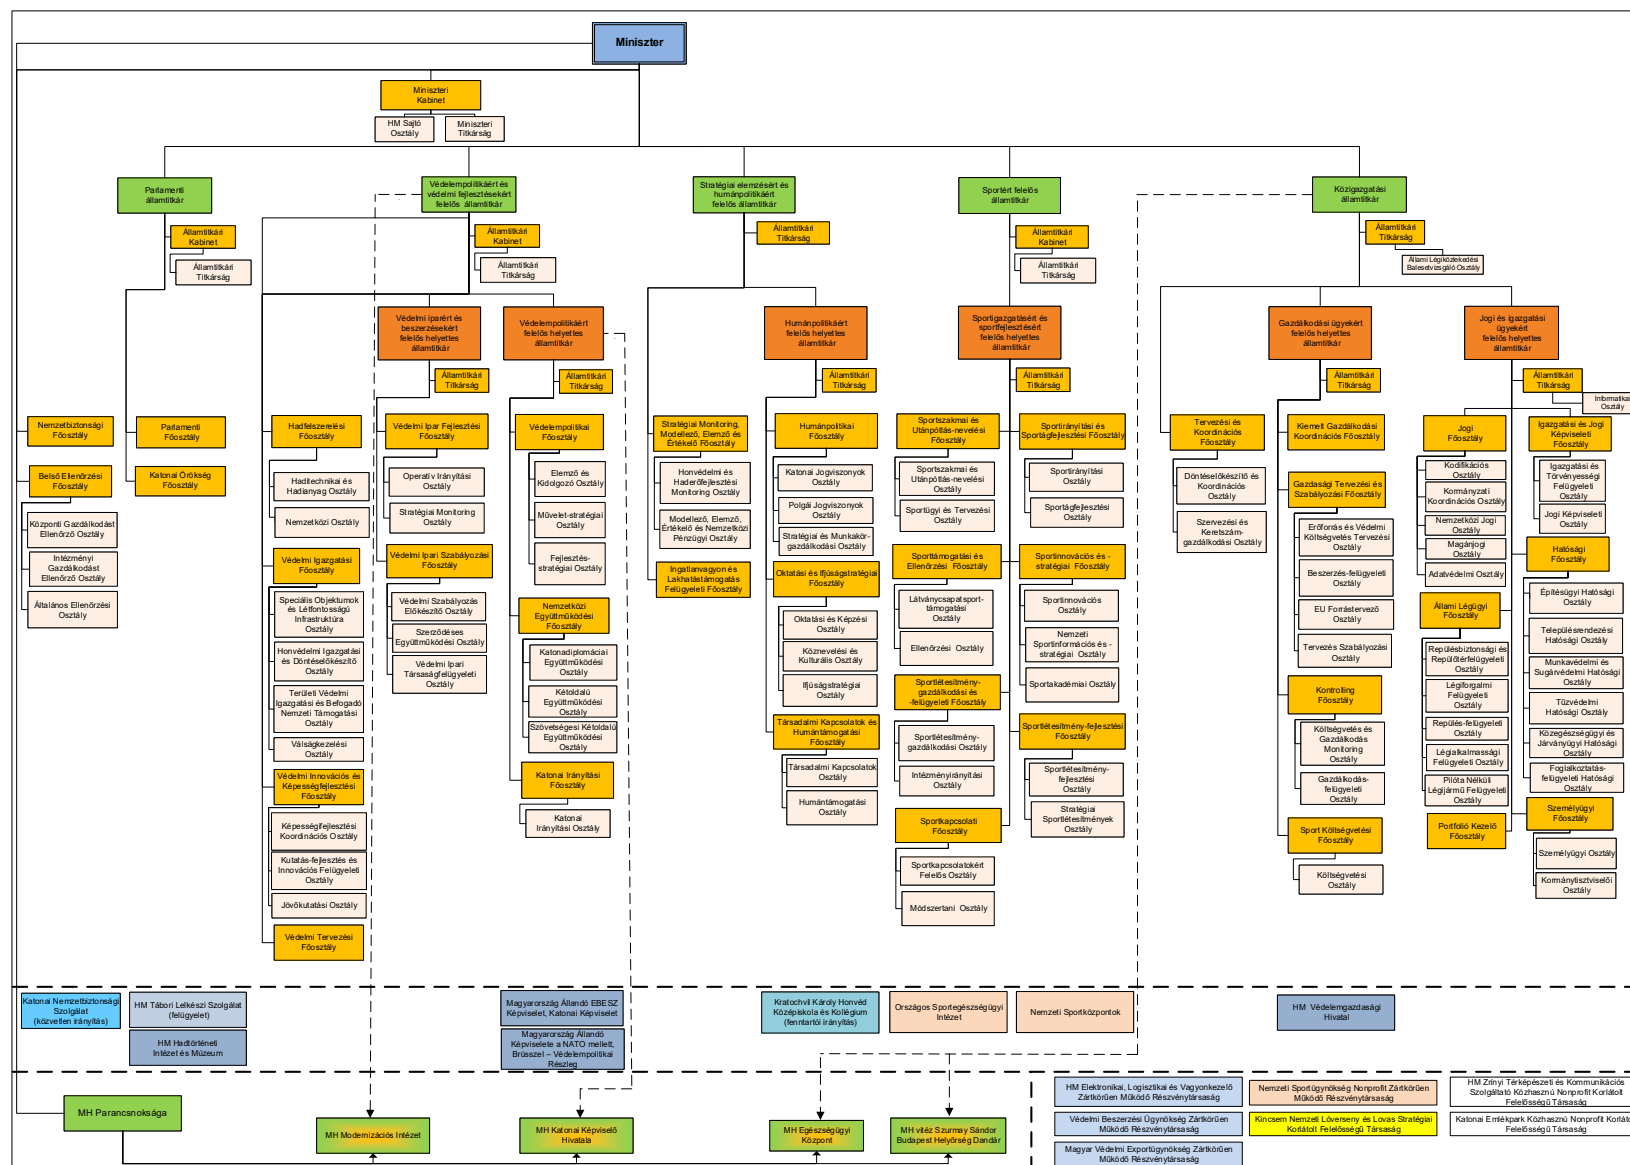 Miniszter
Miniszteri
Kabinet
HM Sajtó
Osztály
Miniszteri
Titkárság
Parlamenti
államtitkár
Védelempolitikáért és
védelmi fejlesztésekért
felelős államtitkár
Stratégiai elemzésért és
humánpolitikáért
felelős államtitkár
Sportért felelős
államtitkár
Közigazgatási
államtitkár
Államtitkári
Kabinet
Államtitkári
Titkárság
Államtitkári
Kabinet
Államtitkári
Titkárság
Államtitkári
Titkárság
Államtitkári
Kabinet
Államtitkári
Titkárság
Államtitkári
Titkárság
Állami Légiközlekedési
Balesetvizsgáló Osztály
Védelmi iparért és
beszerzésekért
felelős helyettes
államtitkár
Védelempolitikáért
felelős helyettes
államtitkár
Humánpolitikáért
felelős helyettes
államtitkár
Sportigazgatásért és
sportfejlesztésért
felelős helyettes
államtitkár
Gazdálkodási ügyekért
felelős helyettes
államtitkár
Jogi és igazgatási
ügyekért
felelős helyettes
államtitkár
Államtitkári
Titkárság
Államtitkári
Titkárság
Államtitkári
Titkárság
Államtitkári
Titkárság
Államtitkári
Titkárság
Államtitkári
Titkárság
Informatikai
Osztály
Nemzetbiztonsági
Főosztály
Belső Ellenőrzési
Főosztály
Központi Gazdálkodást
Ellenőrző Osztály
Intézményi
Gazdálkodást
Ellenőrző Osztály
Általános Ellenőrzési
Osztály
Parlamenti
Főosztály
Katonai Örökség
Főosztály
Hadfelszerelési
Főosztály
Haditechnikai és
Hadianyag Osztály
Nemzetközi Osztály
Védelmi Igazgatási
Főosztály
Speciális Objektumok
és Létfontosságú
Infrastruktúra
Osztály
Honvédelmi Igazgatási
és Döntéselőkészítő
Osztály
Területi Védelmi
Igazgatási és Befogadó
Nemzeti Támogatási
Osztály
Válságkezelési
Osztály
Védelmi Innovációs és
Képességfejlesztési
Főosztály
Képességfejlesztési
Koordinációs Osztály
Kutatás-fejlesztés és
Innovációs Felügyeleti
Osztály
Jövőkutatási Osztály
Védelmi Tervezési
Főosztály
Védelmi Ipar Fejlesztési
Főosztály
Operatív Irányítási
Osztály
Stratégiai Monitoring
Osztály
Védelmi Ipari Szabályozási
Főosztály
Védelmi Szabályozás
Előkészítő Osztály
Szerződéses
Együttműködési Osztály
Védelmi Ipari
Társaságfelügyeleti
Osztály
Védelempolitikai
Főosztály
Elemző és
Kidolgozó Osztály
Művelet-stratégiai
Osztály
Fejlesztés-
stratégiai Osztály
Nemzetközi
Együttműködési
Főosztály
Katonadiplomáciai
Együttműködési
Osztály
Kétoldalú
Együttműködési
Osztály
Szövetségesi Kétoldalú
Együttműködési
Osztály
Katonai Irányítási
Főosztály
Katonai
Irányítási Osztály
Stratégiai Monitoring,
Modellező, Elemző és
Értékelő Főosztály
Honvédelmi és
Haderőfejlesztési
Monitoring Osztály
Modellező, Elemző,
Értékelő és Nemzetközi
Pénzügyi Osztály
Ingatlanvagyon és
Lakhatástámogatás
Felügyeleti Főosztály
Humánpolitikai
Főosztály
Katonai Jogviszonyok
Osztály
Polgái Jogviszonyok
Osztály
Stratégiai és Munkakör-
gazdálkodási Osztály
Oktatási és Ifjúságstratégiai
Főosztály
Oktatási és Képzési
Osztály
Köznevelési és
Kulturális Osztály
Ifjúságstratégiai
Osztály
Társadalmi Kapcsolatok és
Humántámogatási
Főosztály
Társadalmi Kapcsolatok
Osztály
Humántámogatási
Osztály
Sportszakmai és
Utánpótlás-nevelési
Főosztály
Sportszakmai és
Utánpótlás-nevelési
Osztály
Sportügyi és Tervezési
Osztály
Sporttámogatási és
Ellenőrzési Főosztály
Látványcsapatsport-
támogatási
Osztály
Ellenőrzési Osztály
Sportlétesítmény-
gazdálkodási és
-felügyeleti Főosztály
Sportlétesítmény-
gazdálkodási Osztály
Intézményirányítási
Osztály
Sportkapcsolati
Főosztály
Sportkapcsolatokért
Felelős Osztály
Módszertani Osztály
Sportirányítási és
Sportágfejlesztési Főosztály
Sportirányítási
Osztály
Sportágfejlesztési
Osztály
Sportinnovációs és -
stratégiai Főosztály
Sportinnovációs
Osztály
Nemzeti
Sportinformációs és -
stratégiai Osztály
Sportakadémiai Osztály
Sportlétesítmény-fejlesztési
Főosztály
Sportlétesítmény-
fejlesztési
Osztály
Stratégiai
Sportlétesítmények
Osztály
Tervezési és
Koordinációs
Főosztály
Döntéselőkészítő és
Koordinációs
Osztály
Szervezési és
Keretszám-
gazdálkodási Osztály
Kiemelt Gazdálkodási
Koordinációs Főosztály
Gazdasági Tervezési és
Szabályozási Főosztály
Erőforrás és Védelmi
Költségvetés Tervezési
Osztály
Beszerzés-felügyeleti
Osztály
EU Forrástervező
Osztály
Tervezés Szabályozási
Osztály
Kontrolling
Főosztály
Költségvetés és
Gazdálkodás
Monitoring
Osztály
Gazdálkodás-
felügyeleti
Osztály
Sport Költségvetési
Főosztály
Költségvetési
Osztály
Jogi
Főosztály
Kodifikációs
Osztály
Kormányzati
Koordinációs Osztály
Nemzetközi Jogi
Osztály
Magánjogi
Osztály
Adatvédelmi Osztály
Állami Légügyi
Főosztály
Repülésbiztonsági és
Repülőtérfelügyeleti
Osztály
Légiforgalmi
Felügyeleti
Osztály
Repülés-felügyeleti
Osztály
Légialkalmassági
Felügyeleti Osztály
Pilóta Nélküli
Légijármű Felügyeleti
Osztály
Portfolió Kezelő
Főosztály
Igazgatási és Jogi
Képviseleti Főosztály
Igazgatási és
Törvényességi
Felügyeleti
Osztály
Jogi Képviseleti
Osztály
Hatósági
Főosztály
Építésügyi Hatósági
Osztály
Településrendezési
Hatósági Osztály
Munkavédelmi és
Sugárvédelmi Hatósági
Osztály
Tűzvédelmi
Hatósági Osztály
Közegészségügyi és
Járványügyi Hatósági
Osztály
Foglalkoztatás-
felügyeleti Hatósági
Osztály
Személyügyi
Főosztály
Személyügyi Osztály
Kormánytisztviselői
Osztály
Katonai Nemzetbiztonsági
Szolgálat
(közvetlen irányítás)
HM Tábori Lelkészi Szolgálat
(felügyelet)
HM Hadtörténeti
Intézet és Múzeum
Magyarország Állandó EBESZ
Képviselet, Katonai Képviselet
Magyarország Állandó
Képviselete a NATO mellett,
Brüsszel – Védelempolitikai
Részleg
Kratochvil Károly Honvéd
Középiskola és Kollégium
(fenntartói irányítás)
Országos Sportegészségügyi
Intézet
Nemzeti Sportközpontok
HM Védelemgazdasági
Hivatal
MH Parancsnoksága
MH Modernizációs Intézet
MH Katonai Képviselő
Hivatala
MH Egészségügyi
Központ
MH vitéz Szurmay Sándor
Budapest Helyőrség Dandár
HM Elektronikai, Logisztikai és Vagyonkezelő
Zártkörűen Működő Részvénytársaság
Védelmi Beszerzési Ügynökség Zártkörűen
Működő Részvénytársaság
Magyar Védelmi Exportügynökség Zártkörűen
Működő Részvénytársaság
Nemzeti Sportügynökség Nonprofit Zártkörűen
Működő Részvénytársaság
Kincsem Nemzeti Lóverseny és Lovas Stratégiai
Korlátolt Felelősségű Társaság
HM Zrínyi Térképészeti és Kommunikációs
Szolgáltató Közhasznú Nonprofit Korlátolt
Felelősségű Társaság
Katonai Emlékpark Közhasznú Nonprofit Korláto
Felelősségű Társaság